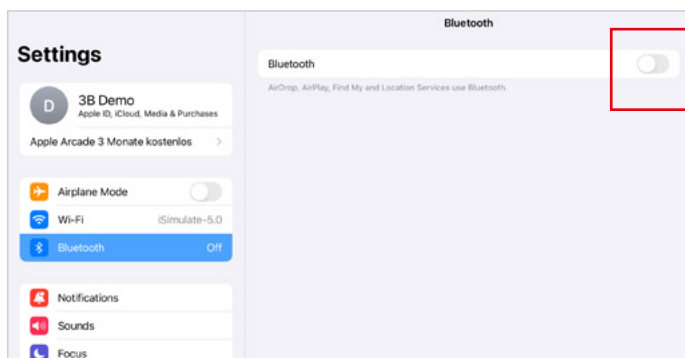 Settings
D
3B Demo
Apple ID, iCloud, Media & Purchases
Apple Arcade 3 Monate kostenlos
Airplane Mode
Wi-Fi iSimulate-5.0
Bluetooth Off
Notifications
Sounds
Focus
Bluetooth
Bluetooth
AirDrop, AirPlay, Find My and Location Services use Bluetooth.